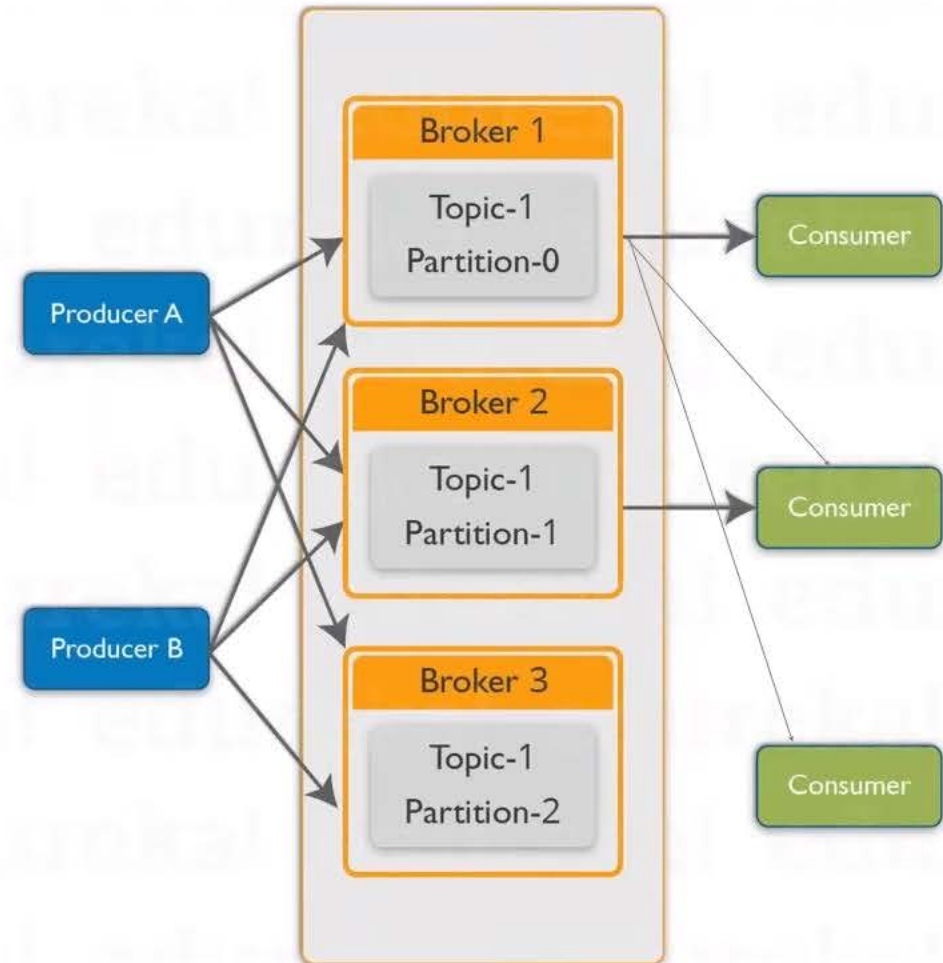 Broker 1
Topic-1
Partition-0
Consumer
Producer A
Broker 2
Topic-1
Partition-1
Consumer
Producer B
Broker 3
Topic-1
Partition-2
Consumer